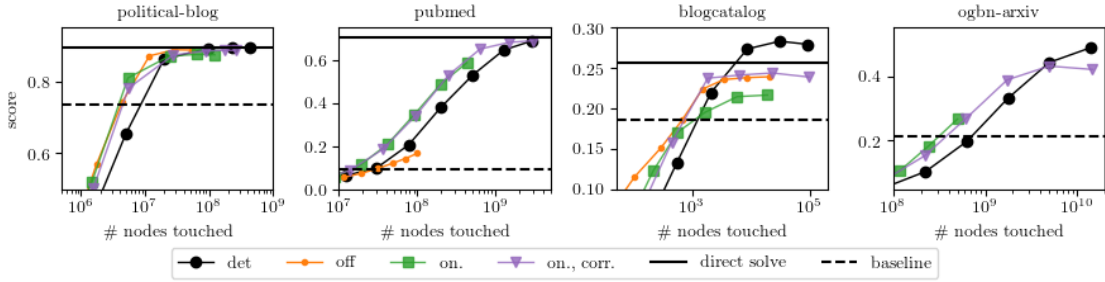 political-blog
pubmed
blogcatalog
ogbn-arxiv
score
0.8
0.6
10^6
10^7
10^8
10^9
# nodes touched
0.6
0.4
0.2
0.0
10^7
10^8
10^9
# nodes touched
0.30
0.25
0.20
0.15
0.10
10^3
10^5
# nodes touched
0.4
0.2
10^8
10^9
10^10
# nodes touched
det
off
on.
on., corr.
direct solve
baseline